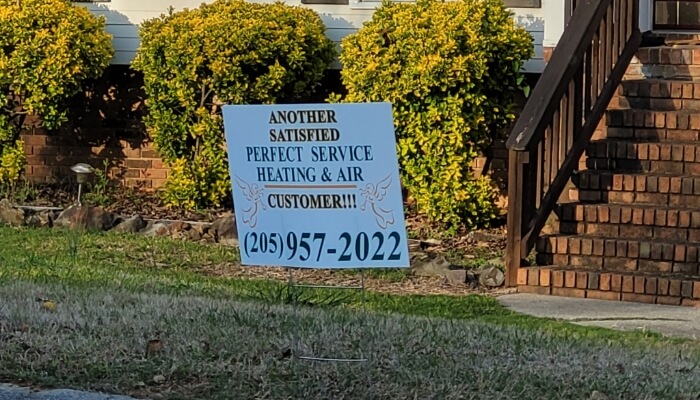 ANOTHER
SATISFIED
PERFECT SERVICE
HEATING & AIR
CUSTOMER!!!
(205)957-2022